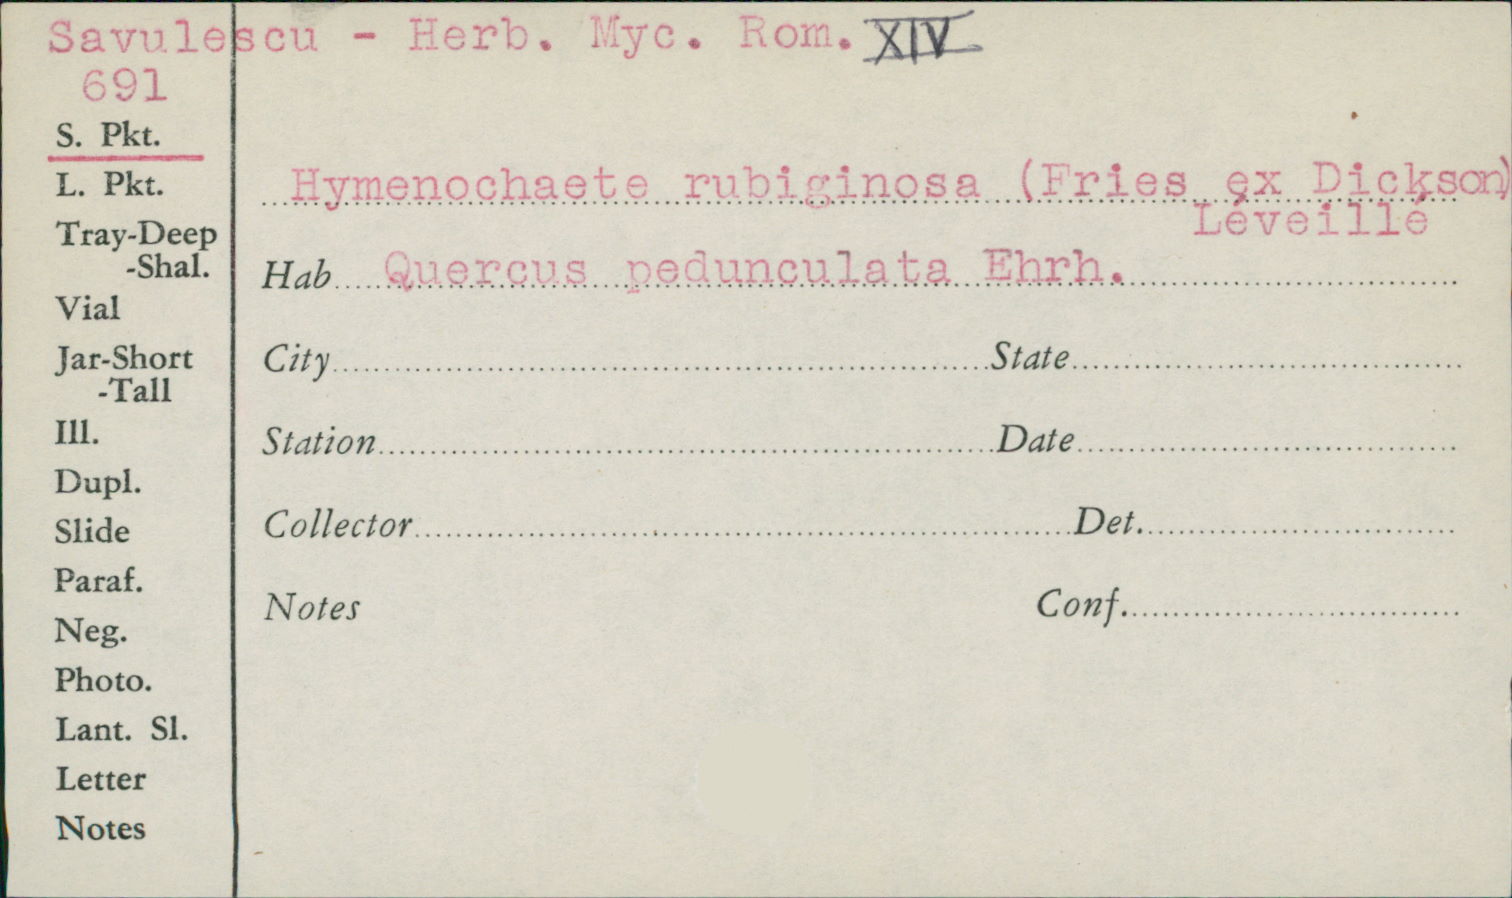 Savulescu - Herb. Myc. Rom. XIV
691
S. Pkt.
L. Pkt.
Tray-Deep
-Shal.
Vial
Jar-Short
-Tall
Ill.
Dupl.
Slide
Paraf.
Neg.
Photo.
Lant. Sl.
Letter
Notes
Hymenochaete rubiginosa (Fries ex Dickson)
Léveillé
Hab. Quercus pedunculata Ehrh.
City State
Station Date
Collector Det.
Notes Conf.